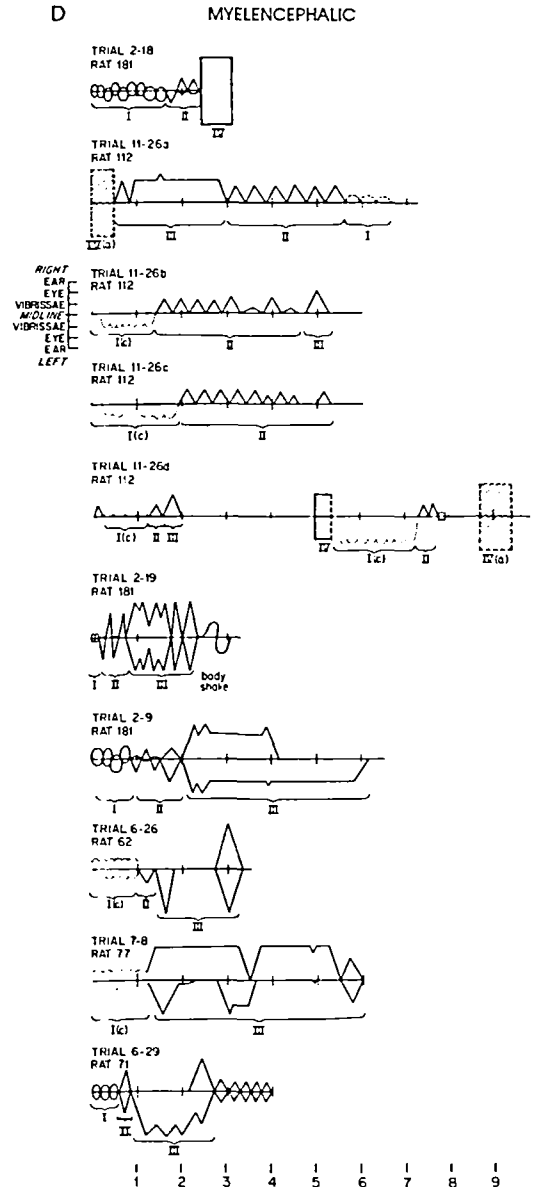 D MYELENCEPHALIC
TRIAL 2-18
RAT 181
I II
IV
TRIAL 11-26a
RAT 112
IV(a) III II I
RIGHT
EAR
EYE
VIBRISSAE
MIDLINE
VIBRISSAE
EYE
EAR
LEFT
TRIAL 11-26b
RAT 112
I(c) II III
TRIAL 11-26c
RAT 112
I(c) II
TRIAL 11-26d
RAT 112
I(c) II III IV I(c) II IV(a)
TRIAL 2-19
RAT 181
I II III body
shake
TRIAL 2-9
RAT 181
I II III
TRIAL 6-26
RAT 62
I(c) II
III
TRIAL 7-8
RAT 77
I(c) III
TRIAL 6-29
RAT 71
I
II
III
1 2 3 4 5 6 7 8 9